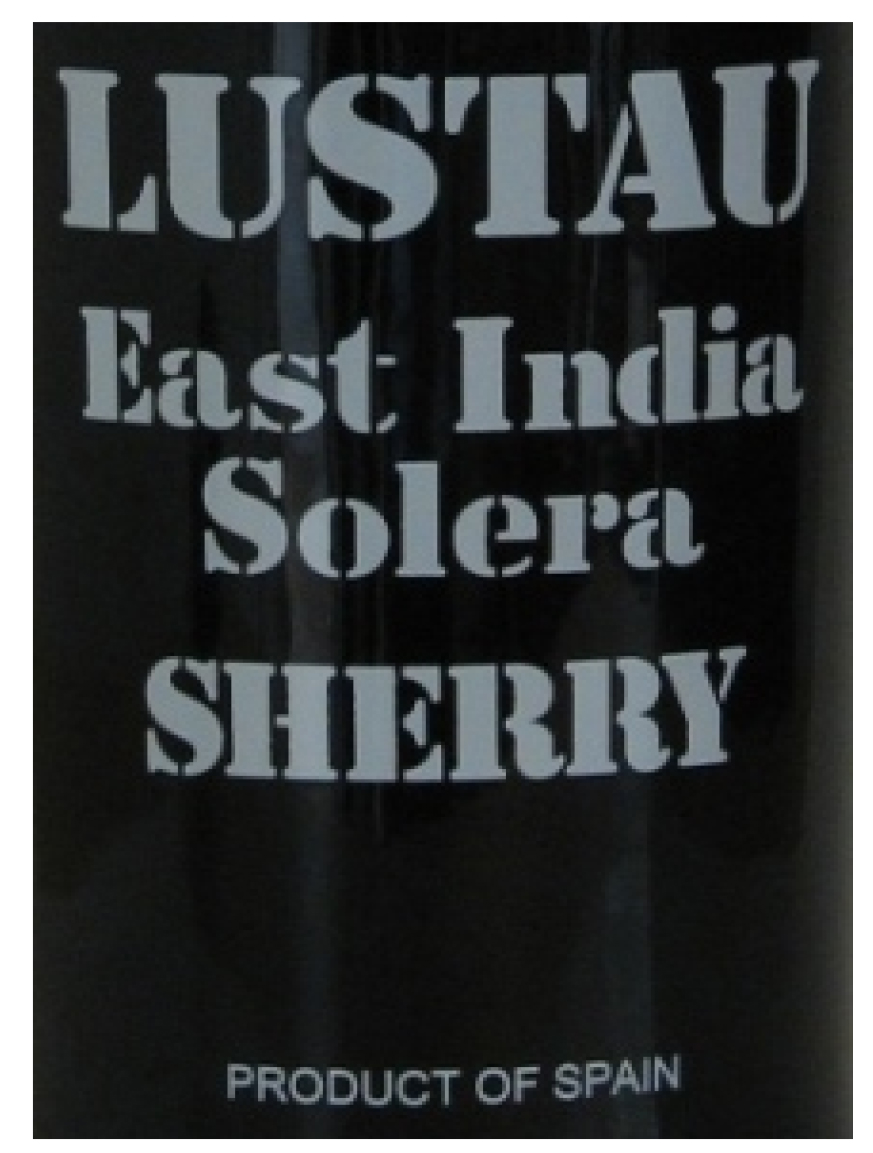 LUSTAU
East India
Solera
SHERRY
PRODUCT OF SPAIN